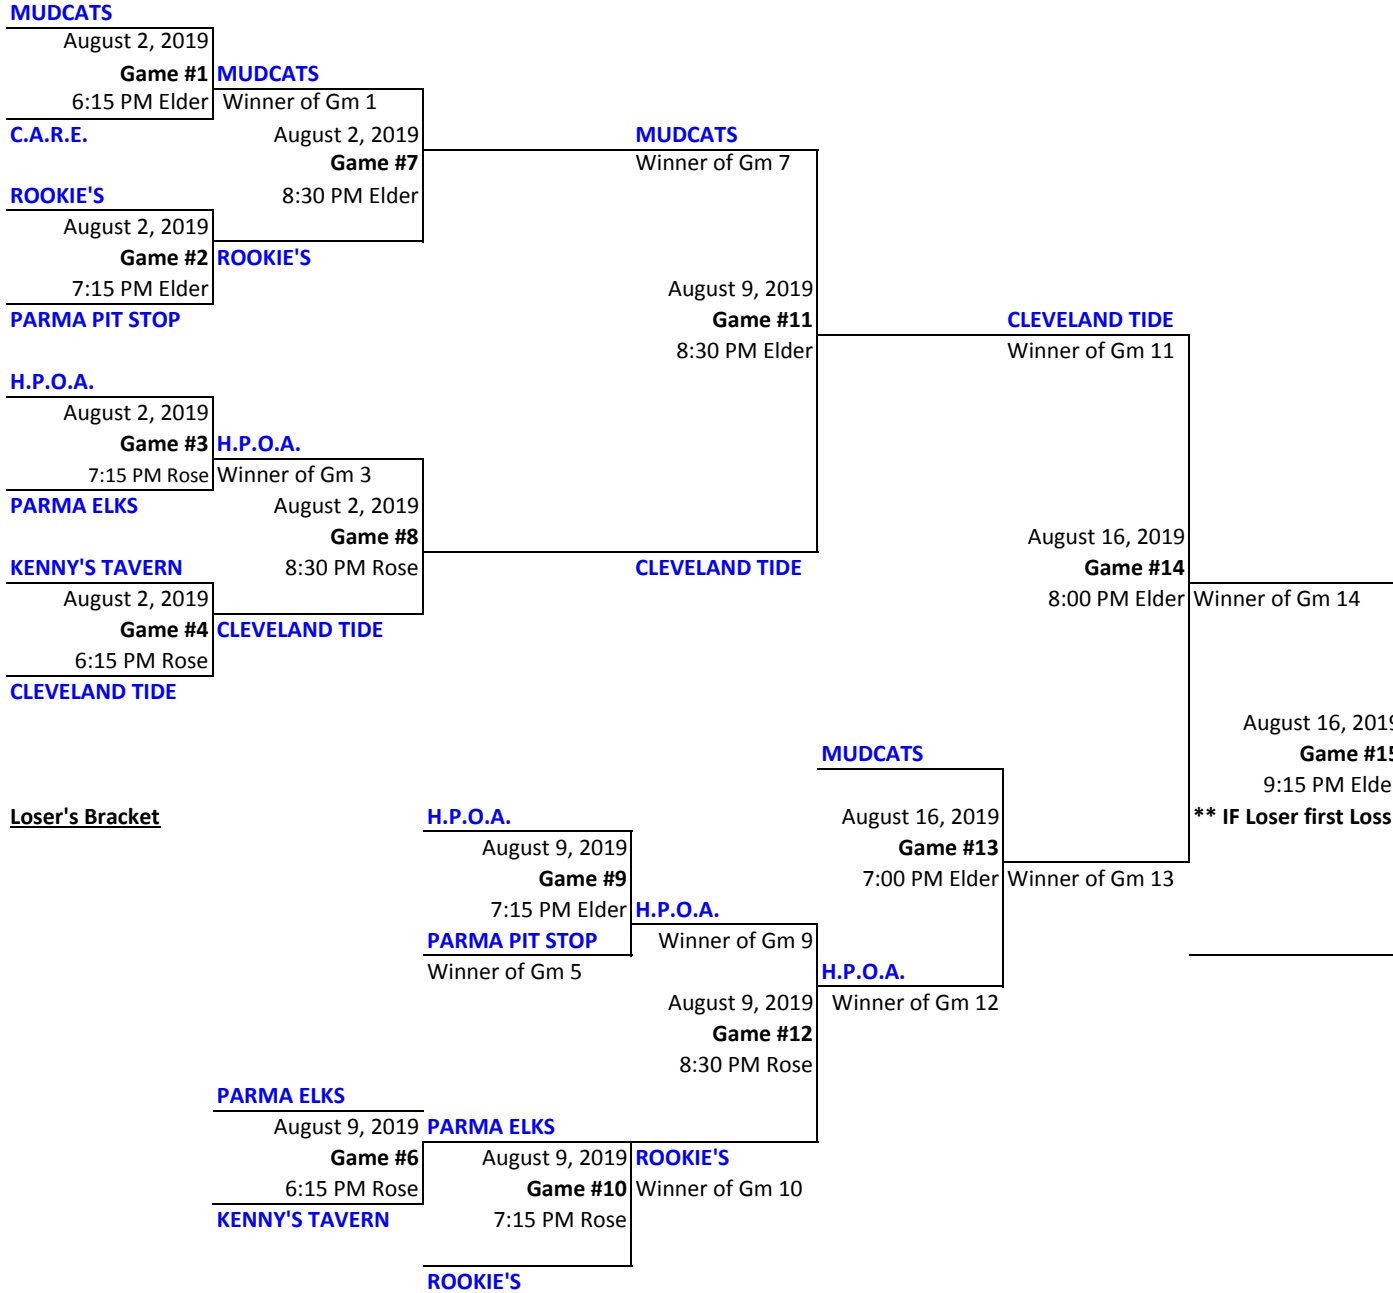 MUDCATS
August 2, 2019
Game #1 MUDCATS
6:15 PM Elder Winner of Gm 1
C.A.R.E. August 2, 2019 MUDCATS
Game #7 Winner of Gm 7
ROOKIE'S 8:30 PM Elder
August 2, 2019
Game #2 ROOKIE'S
7:15 PM Elder August 9, 2019
PARMA PIT STOP Game #11 CLEVELAND TIDE
8:30 PM Elder Winner of Gm 11
H.P.O.A.
August 2, 2019
Game #3 H.P.O.A.
7:15 PM Rose Winner of Gm 3
PARMA ELKS August 2, 2019
Game #8 August 16, 2019
KENNY'S TAVERN 8:30 PM Rose CLEVELAND TIDE Game #14
August 2, 2019 8:00 PM Elder Winner of Gm 14
Game #4 CLEVELAND TIDE
6:15 PM Rose
CLEVELAND TIDE
August 16, 2019
MUDCATS Game #15
9:15 PM Elde
Loser's Bracket H.P.O.A. August 16, 2019 ** IF Loser first Loss
August 9, 2019 Game #13
Game #9 7:00 PM Elder Winner of Gm 13
7:15 PM Elder H.P.O.A.
PARMA PIT STOP Winner of Gm 9
Winner of Gm 5 H.P.O.A.
August 9, 2019 Winner of Gm 12
Game #12
8:30 PM Rose
PARMA ELKS
August 9, 2019 PARMA ELKS
Game #6 August 9, 2019 ROOKIE'S
6:15 PM Rose Game #10 Winner of Gm 10
KENNY'S TAVERN 7:15 PM Rose
ROOKIE'S